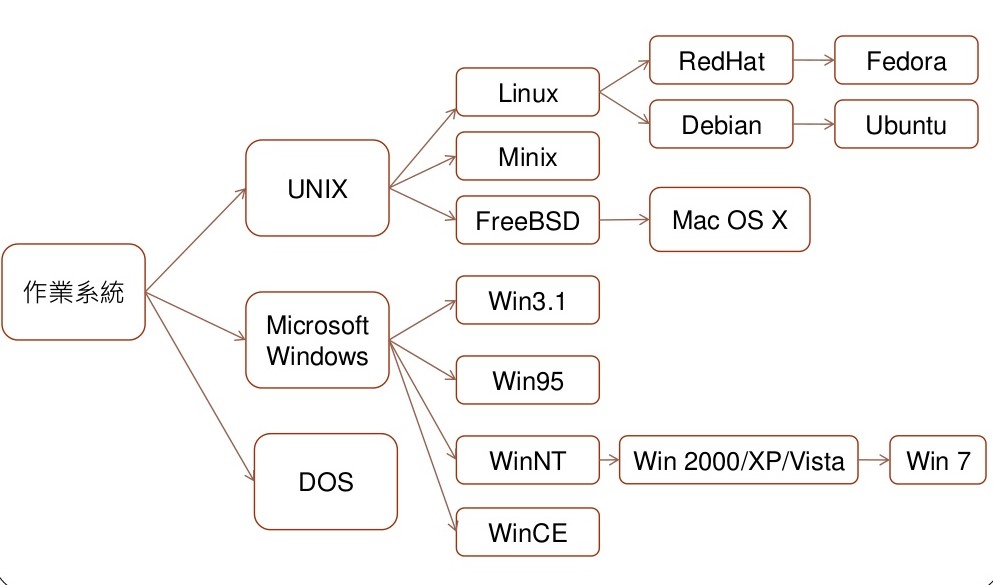 作業系統
UNIX
Linux
RedHat
Fedora
Debian
Ubuntu
Minix
FreeBSD
Mac OS X
Microsoft
Windows
Win3.1
Win95
WinNT
Win 2000/XP/Vista
Win 7
WinCE
DOS